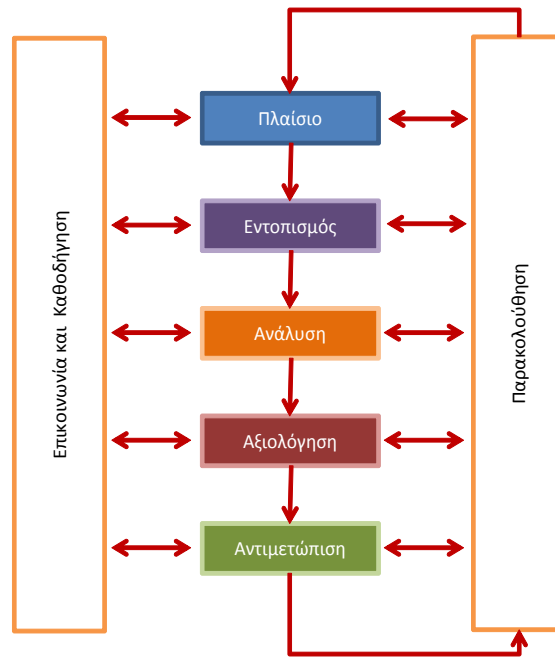 Πλαίσιο
Εντοπισμός
Ανάλυση
Αξιολόγηση
Αντιμετώπιση
Επικοινωνία και Καθοδήγηση
Παρακολούθηση